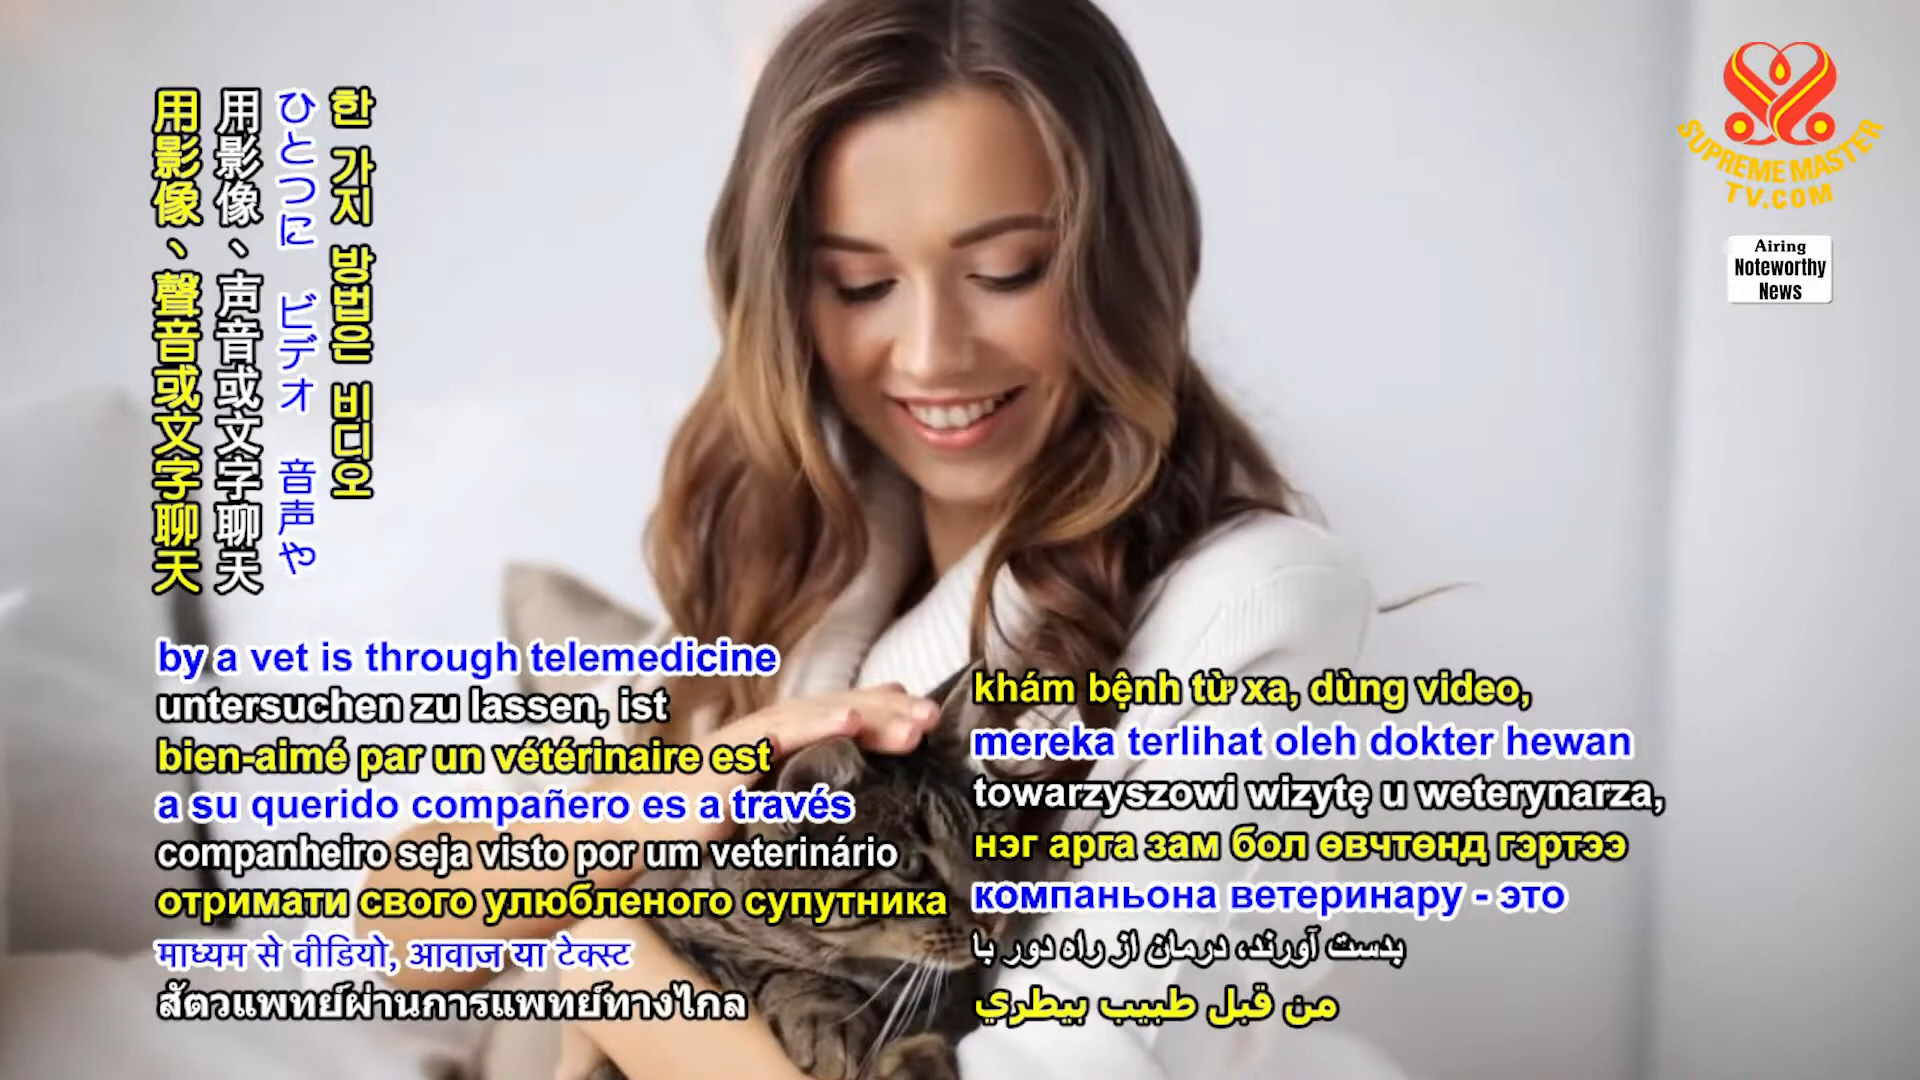 用影像、聲音或文字聊天
用影像、声音或文字聊天
ひとつに ビデオ 音声や
한 가지 방법은 비디오
SUPREME MASTER
TV.COM
Airing
Noteworthy
News
by a vet is through telemedicine
untersuchen zu lassen, ist
bien-aimé par un vétérinaire est
a su querido compañero es a través
companheiro seja visto por um veterinário
отримати свого улюбленого супутника
माध्यम से वीडियो, आवाज या टेक्स्ट
สัตวแพทย์ผ่านการแพทย์ทางไกล
khám bệnh từ xa, dùng video,
mereka terlihat oleh dokter hewan
towarzyszowi wizytę u weterynarza,
нэг арга зам бол өвчтөнд гэртээ
компаньона ветеринару - это
بدست آورند، درمان از راه دور با
من قبل طبيب بيطري